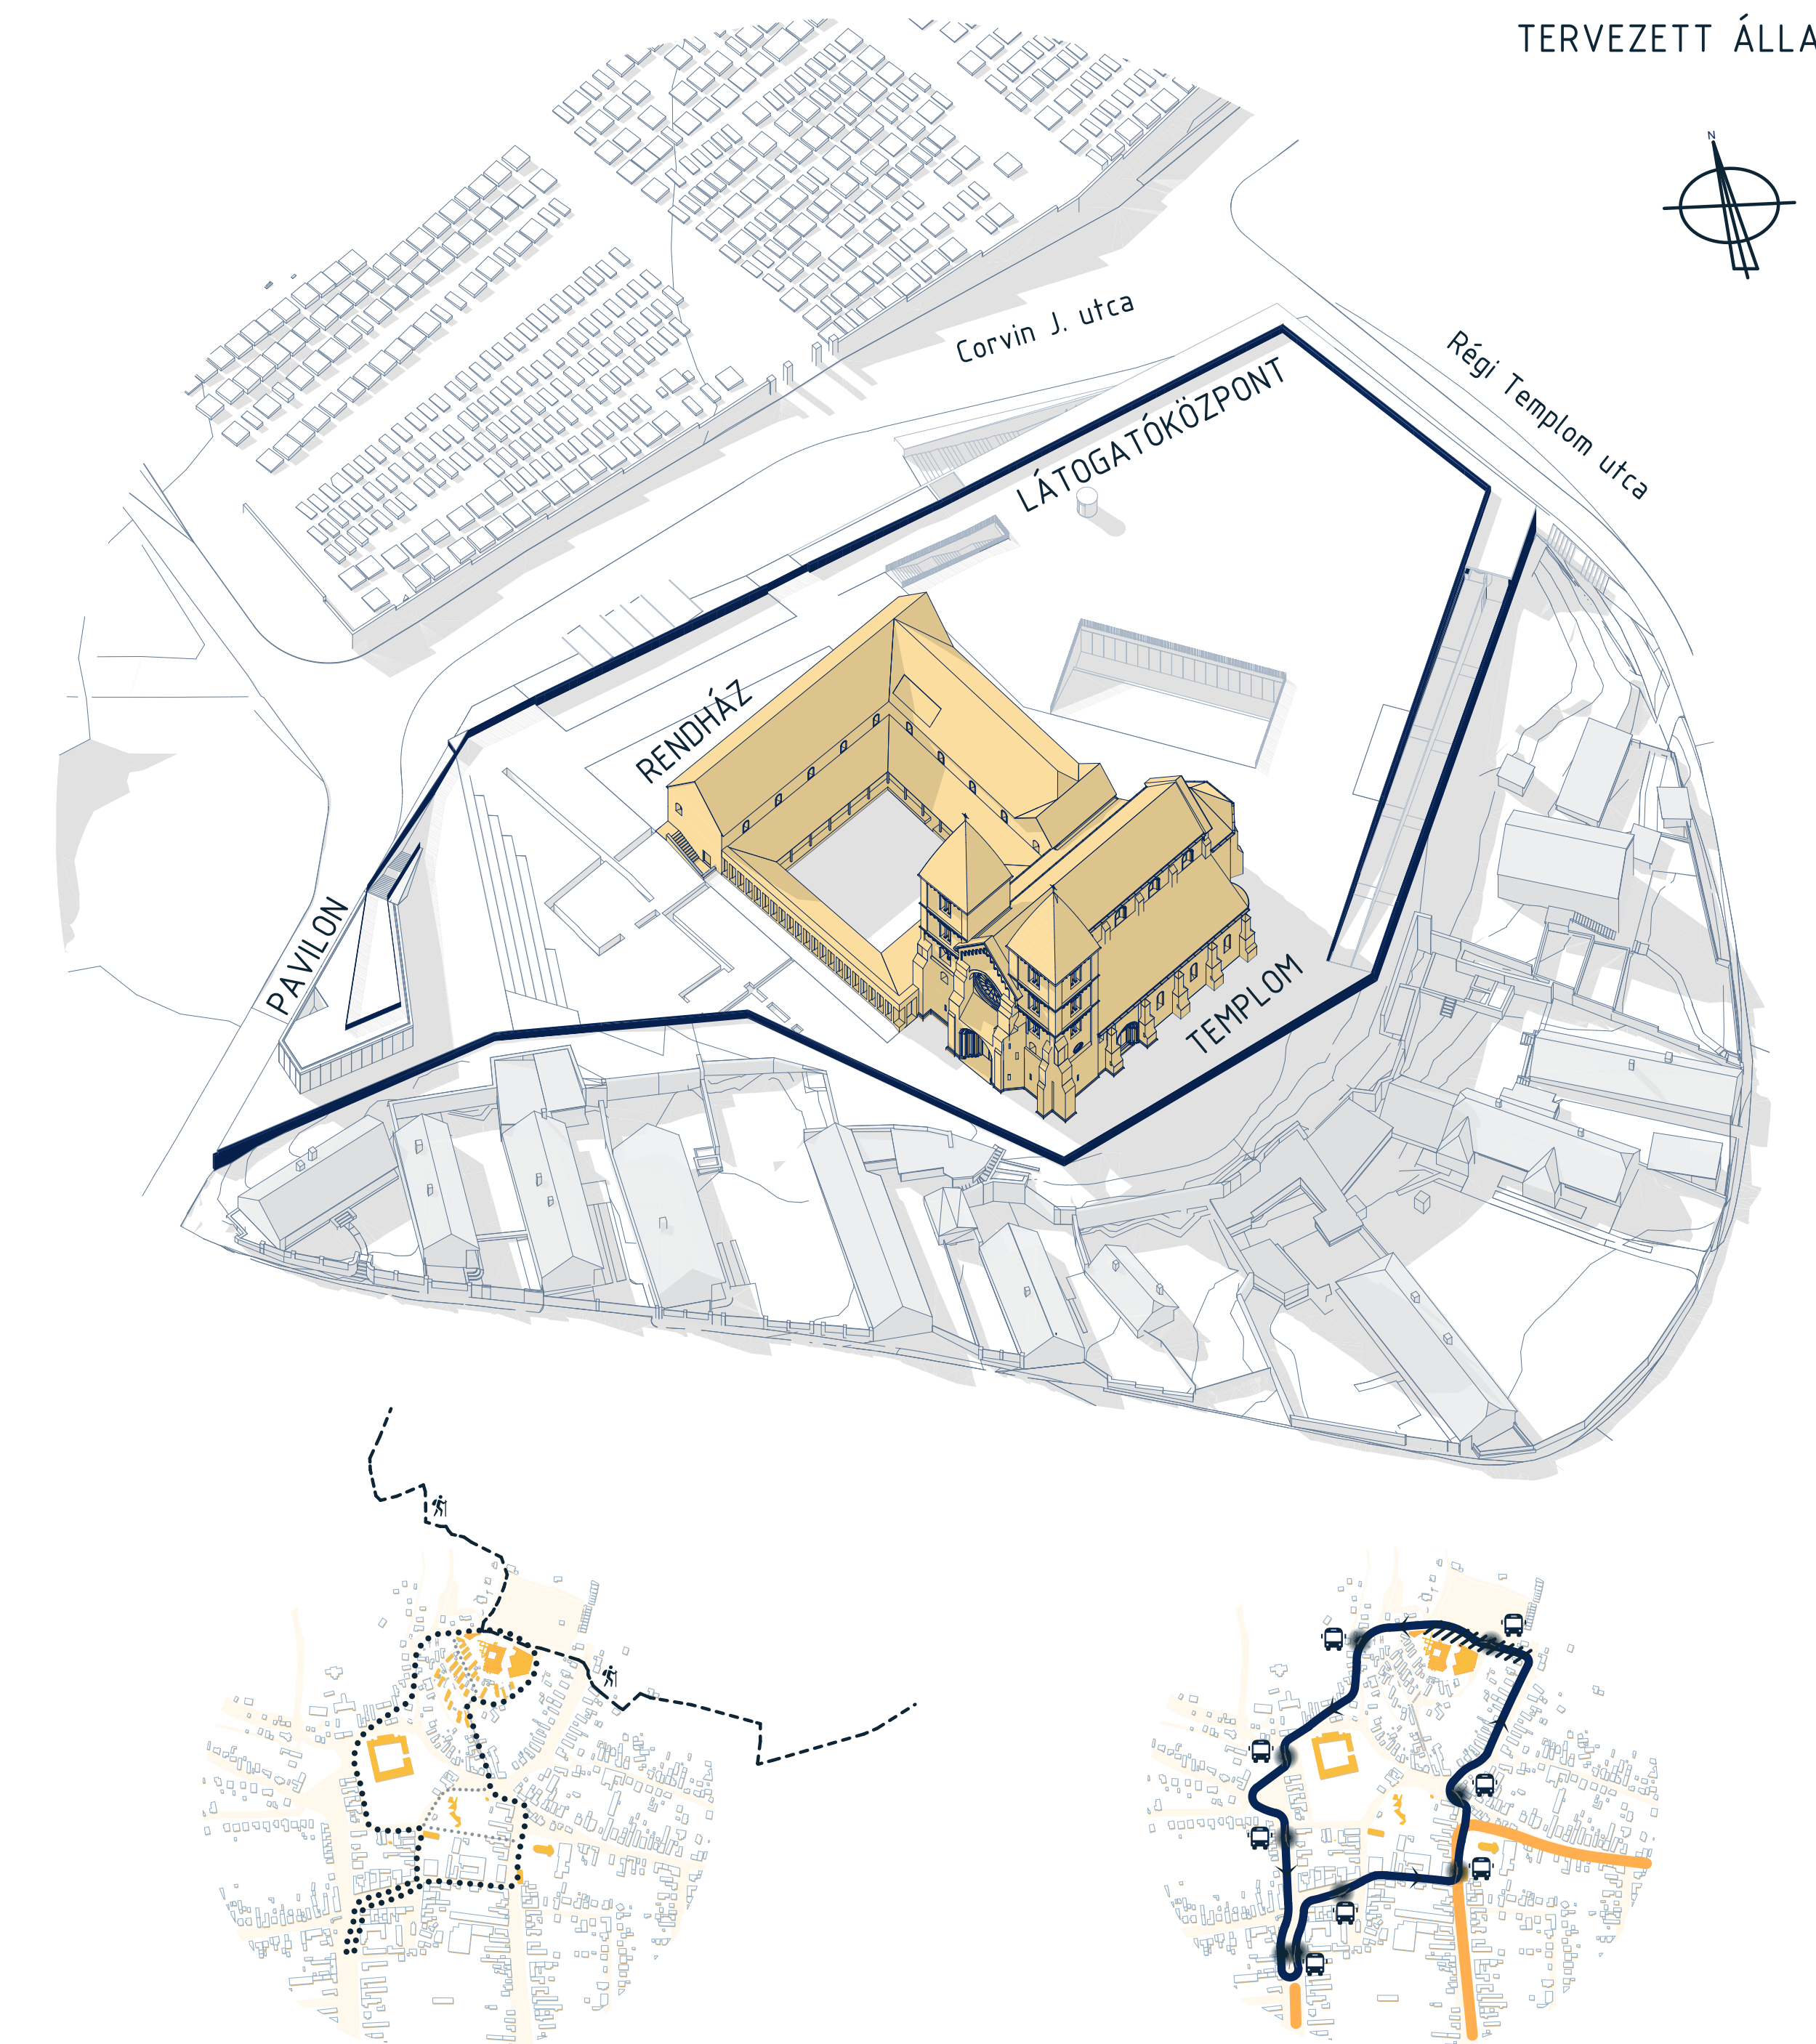 TERVEZETT ÁLLA
N
Corvin J. utca
Régi Templom utca
LÁTOGATÓKÖZPONT
RENDHÁZ
PAVILON
TEMPLOM